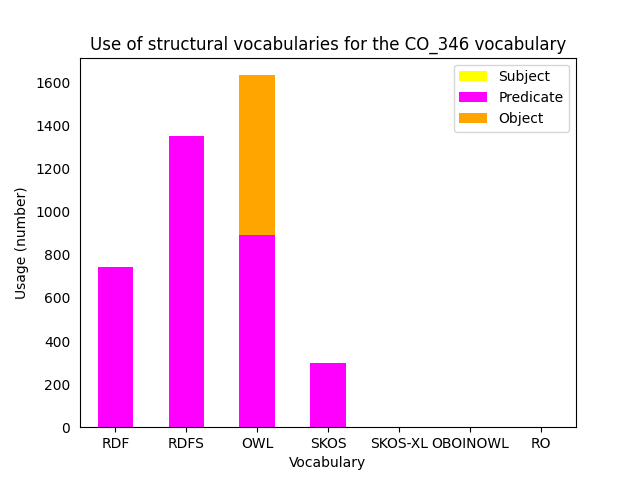 Use of structural vocabularies for the CO_346 vocabulary
Subject
Predicate
Object
Usage (number)
1600
1400
1200
1000
800
600
400
200
0
RDF RDFS OWL SKOS SKOS-XL OBOINOWL RO
Vocabulary